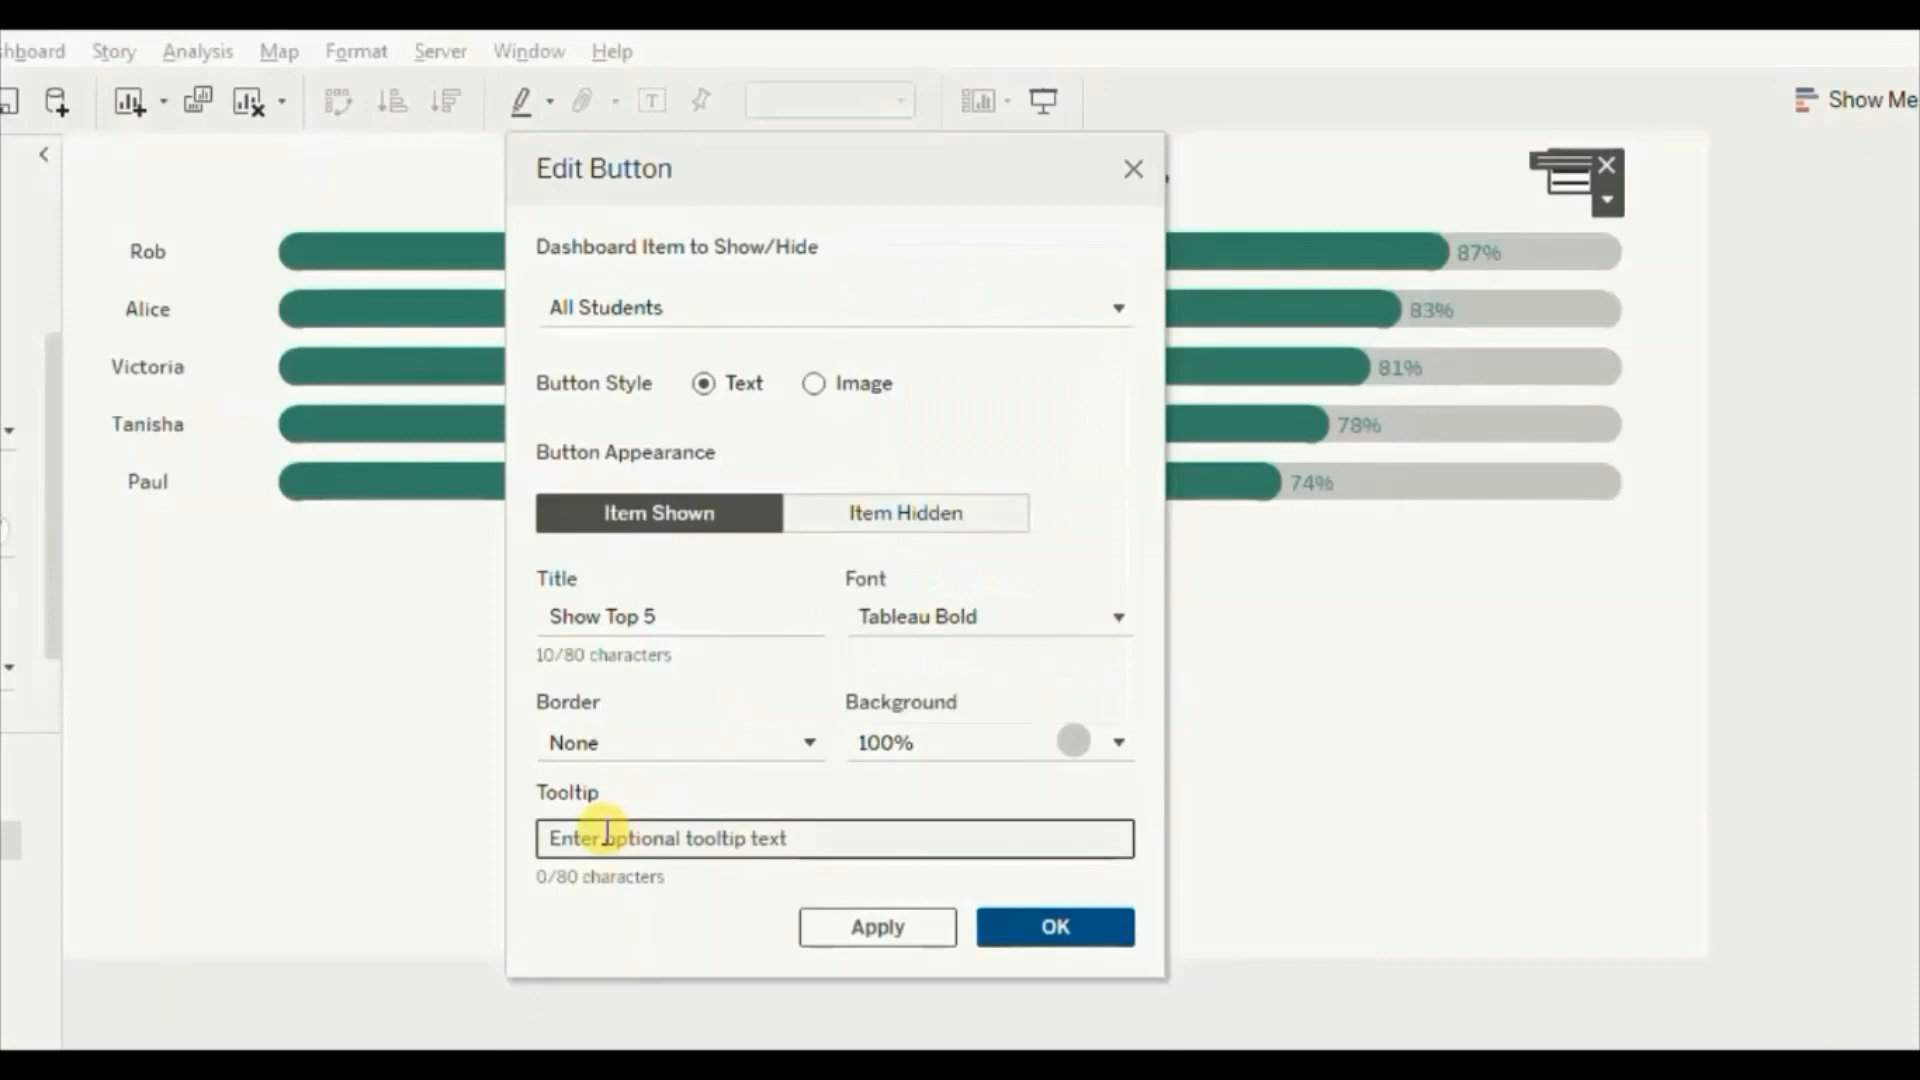 hboard Story Analysis Map Format Server Window Help
Show Me
Edit Button
Dashboard Item to Show/Hide
All Students
Button Style Text Image
Button Appearance
Item Shown Item Hidden
Title Font
Show Top 5 Tableau Bold
10/80 characters
Border Background
None 100%
Tooltip
Enter optional tooltip text
0/80 characters
Apply OK
Rob 87%
Alice 83%
Victoria 81%
Tanisha 78%
Paul 74%